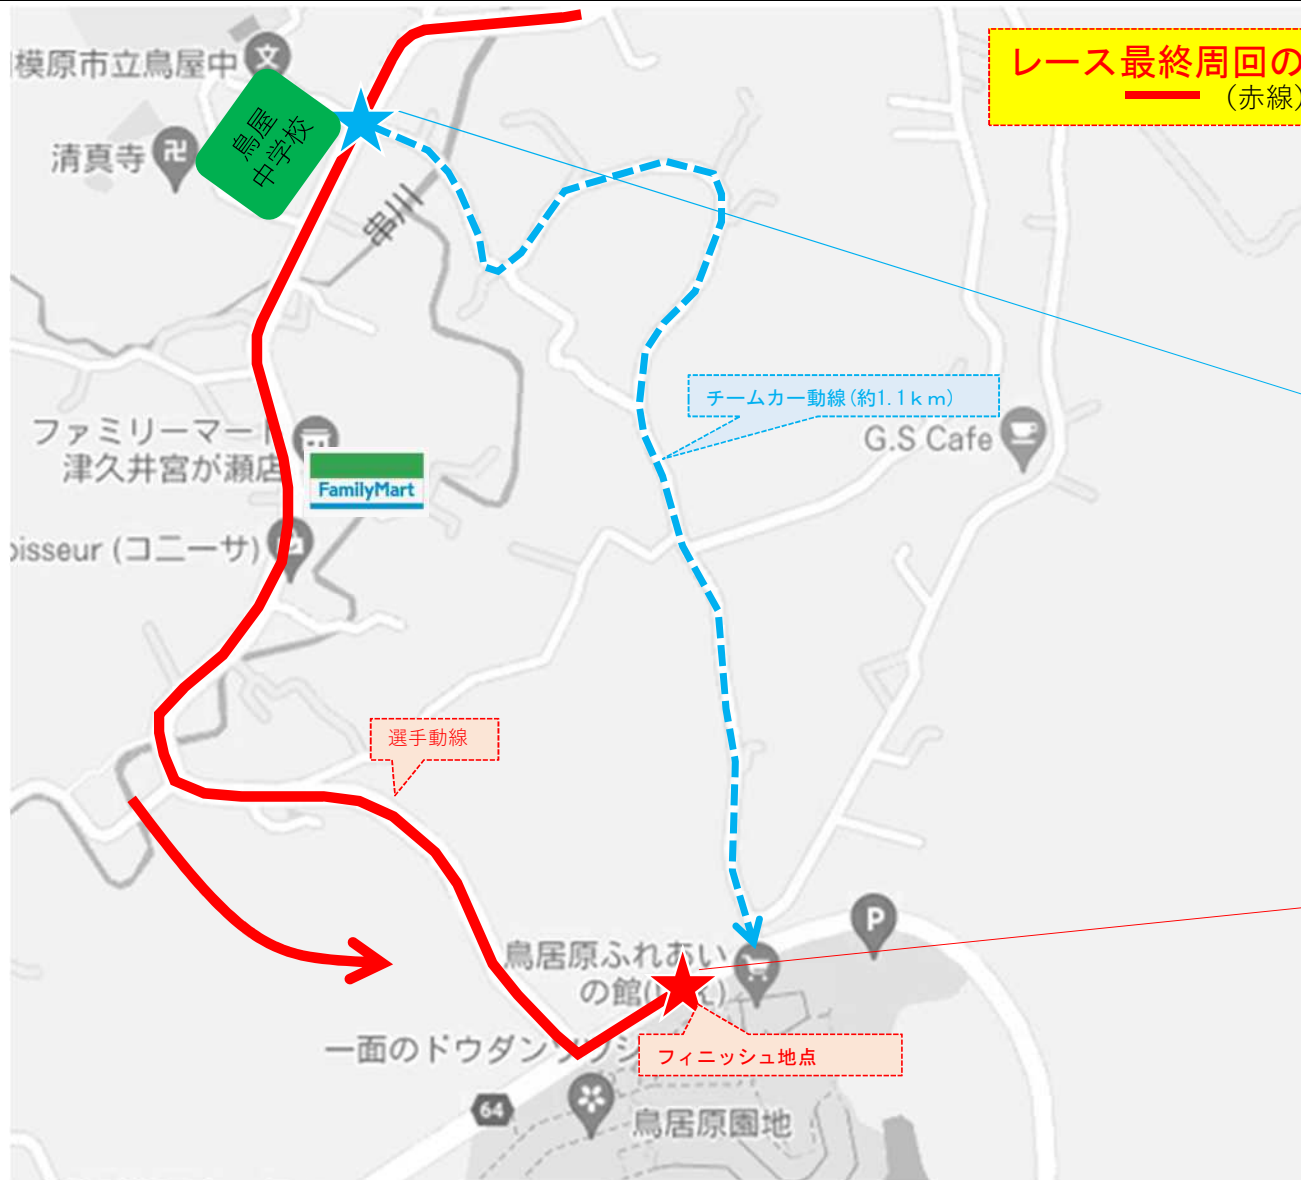 模原市立鳥屋中
レース最終周回の
（赤線）
鳥屋
中学校
清真寺
串川
チームカー動線(約1.1ｋｍ)
G.S Cafe
ファミリーマート
津久井宮が瀬店
FamilyMart
oisseur (コニーサ)
選手動線
鳥居原ふれあい
の館(
フィニッシュ地点
一面のドウダンツツジ
64
鳥居原園地
P